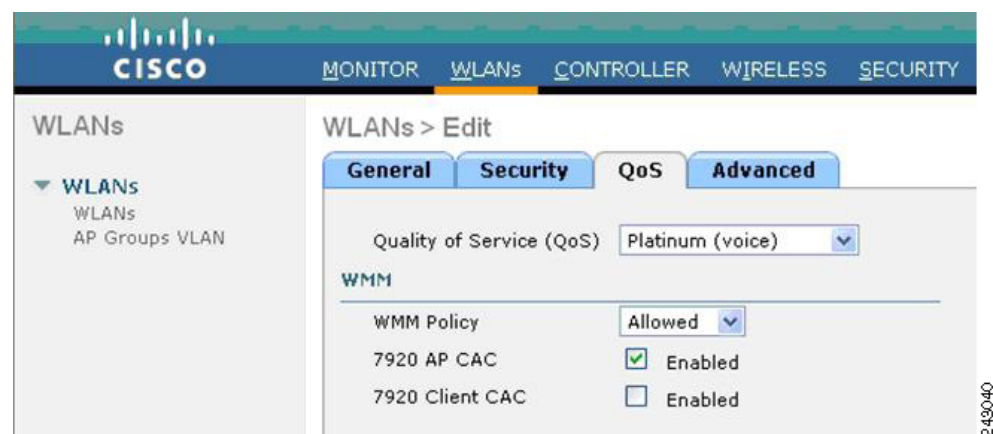 CISCO
MONITOR WLANs CONTROLLER WIRELESS SECURITY
WLANs
WLANs
WLANs
AP Groups VLAN
WLANs > Edit
General Security QoS Advanced
Quality of Service (QoS) Platinum (voice)
WMM
WMM Policy Allowed
7920 AP CAC Enabled
7920 Client CAC Enabled
243040